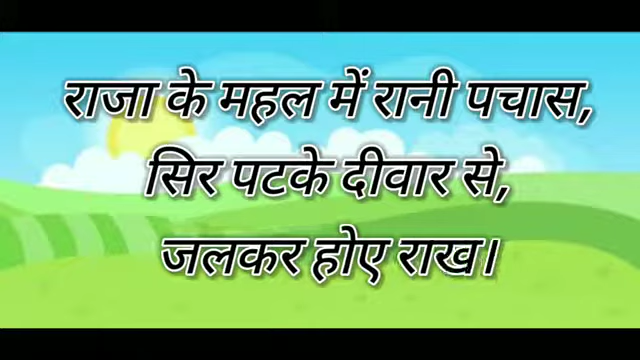 राजा के महल में रानी पचास,
सिर पटके दीवार से,
जलकर होए राख।